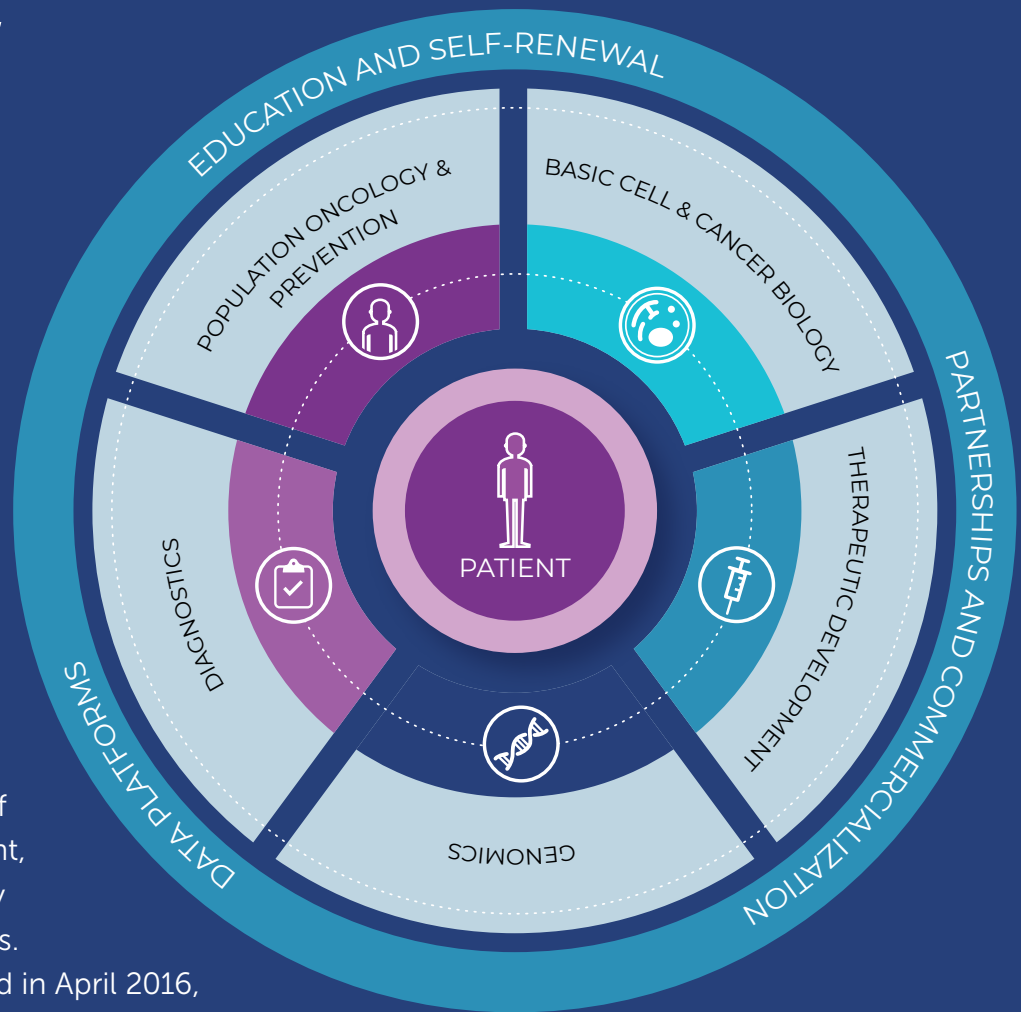 EDUCATION AND SELF-RENEWAL
POPULATION ONCOLOGY &
PREVENTION
BASIC CELL & CANCER BIOLOGY
PARTNERSHIPS AND COMMERCIALIZATION
THERAPEUTIC DEVELOPMENT
PATIENT
DIAGNOSTICS
DATA PLATFORMS
GENOMICS
s.
d in April 2016,